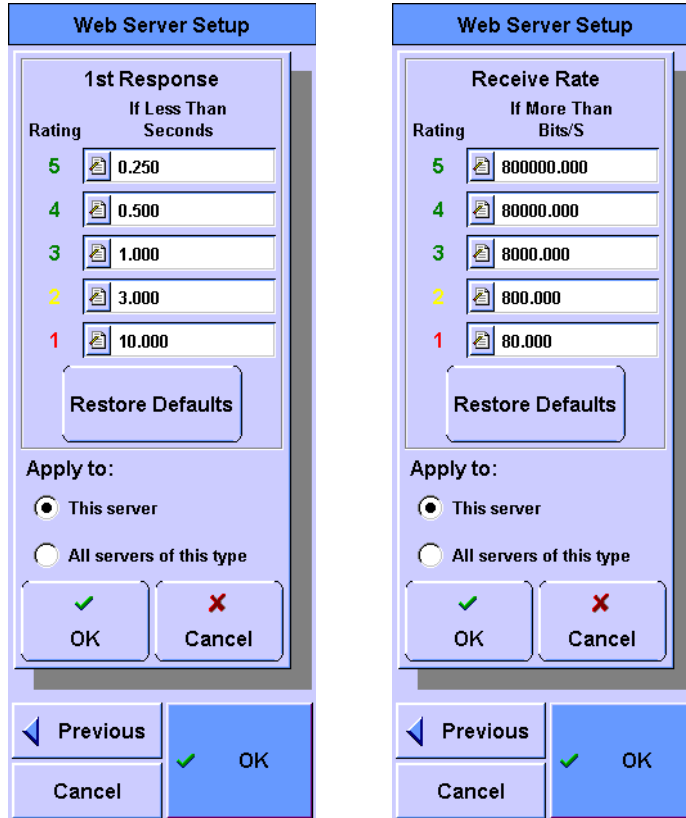 Web Server Setup
1st Response
If Less Than
Rating Seconds
5 0.250
4 0.500
3 1.000
2 3.000
1 10.000
Restore Defaults
Apply to:
This server
All servers of this type
OK Cancel
Previous
OK
Cancel
Web Server Setup
Receive Rate
If More Than
Rating Bits/S
5 800000.000
4 80000.000
3 8000.000
2 800.000
1 80.000
Restore Defaults
Apply to:
This server
All servers of this type
OK Cancel
Previous
OK
Cancel